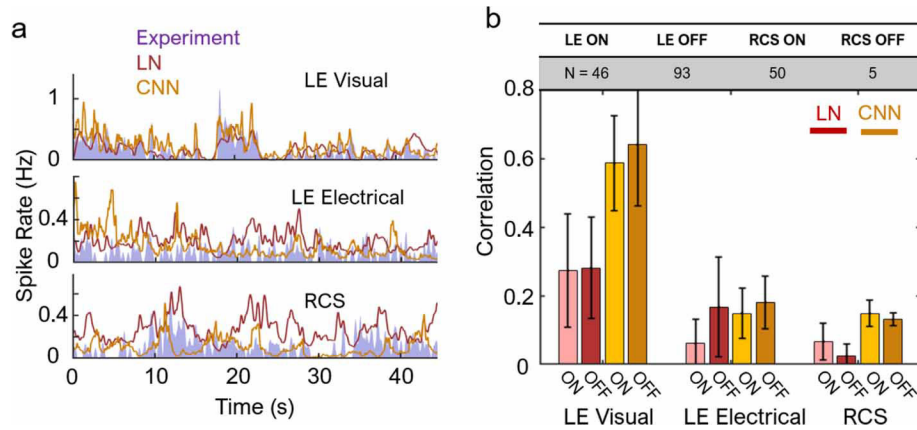 a
Experiment
LN
CNN
LE Visual
1
0
LE Electrical
0.4
0
RCS
0.4
0
Spike Rate (Hz)
0 10 20 30 40
Time (s)
b
LE ON LE OFF RCS ON RCS OFF
N = 46 93 50 5
LN CNN
0.8
0.6
0.4
0.2
0
Correlation
ON OFF ON OFF ON OFF ON OFF ON OFF ON OFF
LE Visual LE Electrical RCS